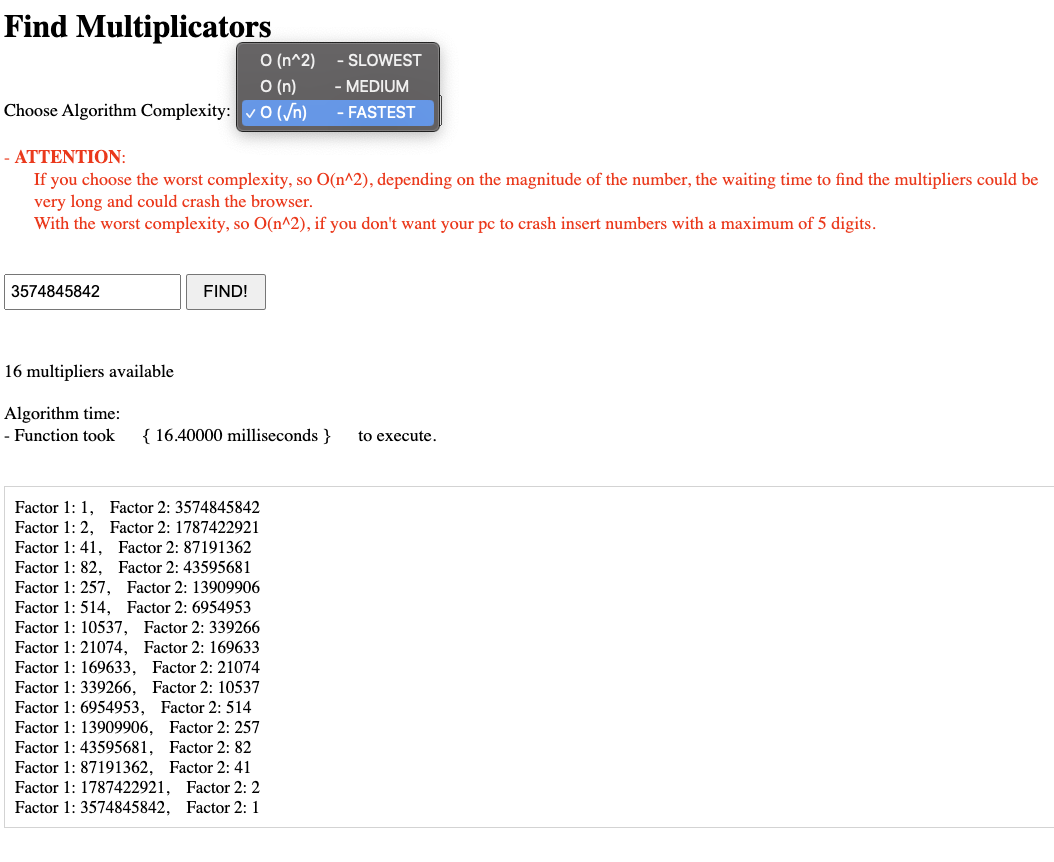 Find Multiplicators
O (n^2) - SLOWEST
O (n) - MEDIUM
Choose Algorithm Complexity: ✓ O (√n) - FASTEST
- ATTENTION:
If you choose the worst complexity, so O(n^2), depending on the magnitude of the number, the waiting time to find the multipliers could be
very long and could crash the browser.
With the worst complexity, so O(n^2), if you don't want your pc to crash insert numbers with a maximum of 5 digits.
3574845842 FIND!
16 multipliers available
Algorithm time:
- Function took { 16.40000 milliseconds } to execute.
Factor 1: 1, Factor 2: 3574845842
Factor 1: 2, Factor 2: 1787422921
Factor 1: 41, Factor 2: 87191362
Factor 1: 82, Factor 2: 43595681
Factor 1: 257, Factor 2: 13909906
Factor 1: 514, Factor 2: 6954953
Factor 1: 10537, Factor 2: 339266
Factor 1: 21074, Factor 2: 169633
Factor 1: 169633, Factor 2: 21074
Factor 1: 339266, Factor 2: 10537
Factor 1: 6954953, Factor 2: 514
Factor 1: 13909906, Factor 2: 257
Factor 1: 43595681, Factor 2: 82
Factor 1: 87191362, Factor 2: 41
Factor 1: 1787422921, Factor 2: 2
Factor 1: 3574845842, Factor 2: 1